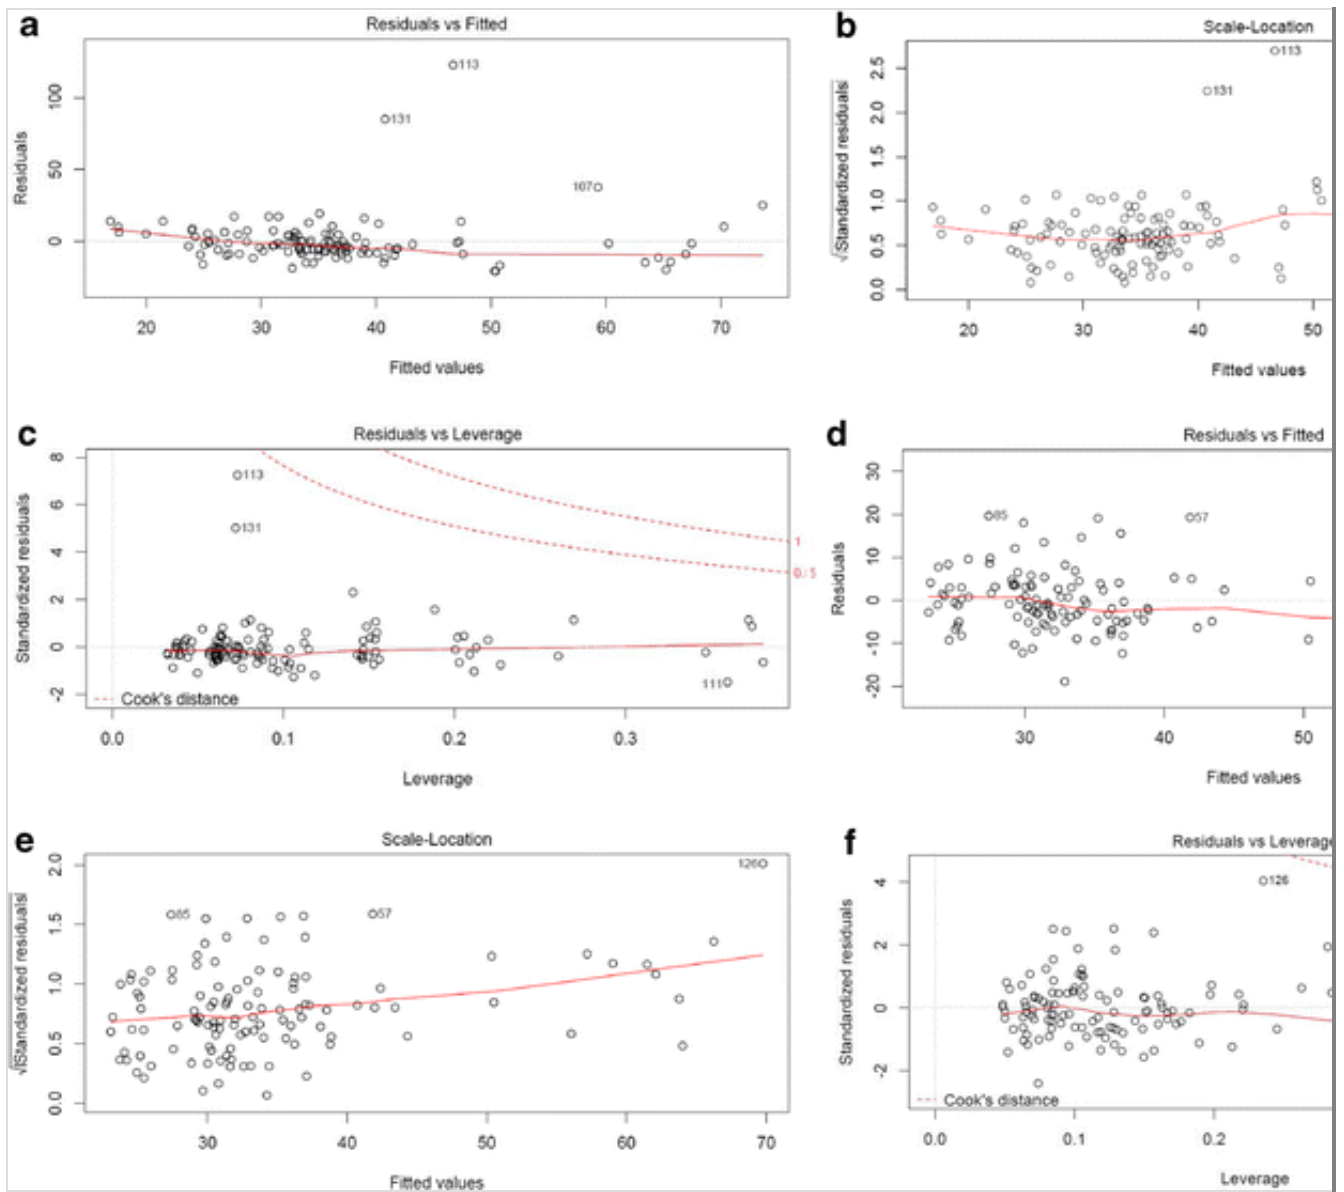 a
Residuals vs Fitted
113
131
107
Residuals
100
50
0
20 30 40 50 60 70
Fitted values
b
Scale-Location
113
131
√|Standardized residuals|
2.5
2.0
1.5
1.0
0.5
0.0
20 30 40 50
Fitted values
c
Residuals vs Leverage
113
131
1
0.5
111
Cook's distance
Standardized residuals
8
6
4
2
0
-2
0.0 0.1 0.2 0.3
Leverage
d
Residuals vs Fitted
85
57
Residuals
30
20
10
0
-10
-20
30 40 50
Fitted values
e
Scale-Location
126
85
57
√|Standardized residuals|
2.0
1.5
1.0
0.5
0.0
30 40 50 60 70
Fitted values
f
Residuals vs Leverage
126
Cook's distance
Standardized residuals
4
2
0
-2
0.0 0.1 0.2
Leverage